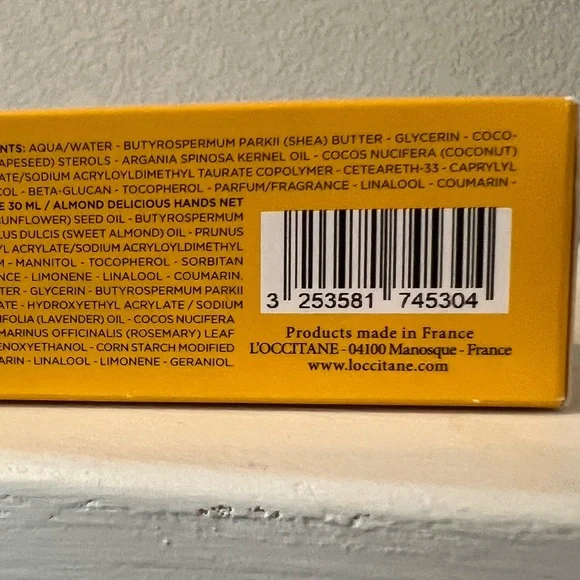 NTS: AQUA/WATER - BUTYROSPERMUM PARKII (SHEA) BUTTER - GLYCERIN - COCO-
APESEED) STEROLS - ARGANIA SPINOSA KERNEL OIL - COCOS NUCIFERA (COCONUT)
ATE/SODIUM ACRYLOYLDIMETHYL TAURATE COPOLYMER - CETEARETH-33 - CAPRYLYL
COL - BETA-GLUCAN - TOCOPHEROL - PARFUM/FRAGRANCE - LINALOOL - COUMARIN -
E 30 ML / ALMOND DELICIOUS HANDS NET
SUNFLOWER) SEED OIL - BUTYROSPERMUM
LUS DULCIS (SWEET ALMOND) OIL - PRUNUS
YL ACRYLATE/SODIUM ACRYLOYLDIMETHYL
M - MANNITOL - TOCOPHEROL - SORBITAN
NCE - LIMONENE - LINALOOL - COUMARIN.
TER - GLYCERIN - BUTYROSPERMUM PARKII
ATE - HYDROXYETHYL ACRYLATE / SODIUM
IFOLIA (LAVENDER) OIL - COCOS NUCIFERA
MARINUS OFFICINALIS (ROSEMARY) LEAF
ENOXYETHANOL - CORN STARCH MODIFIED
ARIN - LINALOOL - LIMONENE - GERANIOL.
3 253581 745304
Products made in France
L'OCCITANE - 04100 Manosque - France
www.loccitane.com